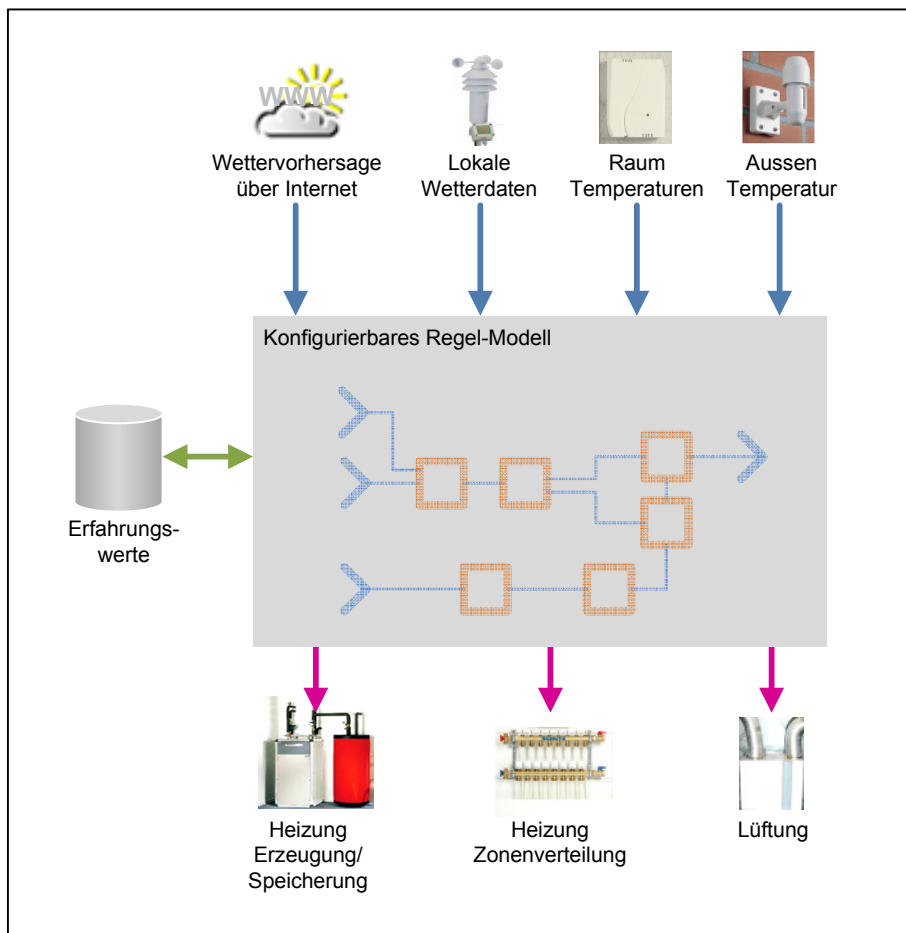 www
Wettervorhersage
über Internet
Lokale
Wetterdaten
Raum
Temperaturen
Aussen
Temperatur
Konfigurierbares Regel-Modell
Erfahrungs-
werte
Heizung
Erzeugung/
Speicherung
Heizung
Zonenverteilung
Lüftung